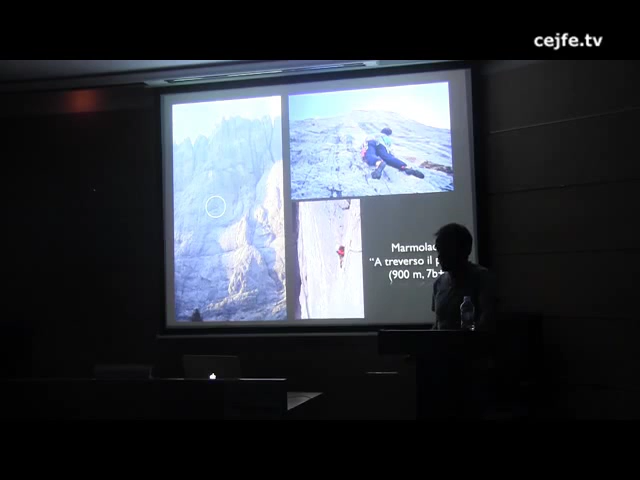 cejfe.tv
Marmolad
"A treverso il p
(900 m, 7b+